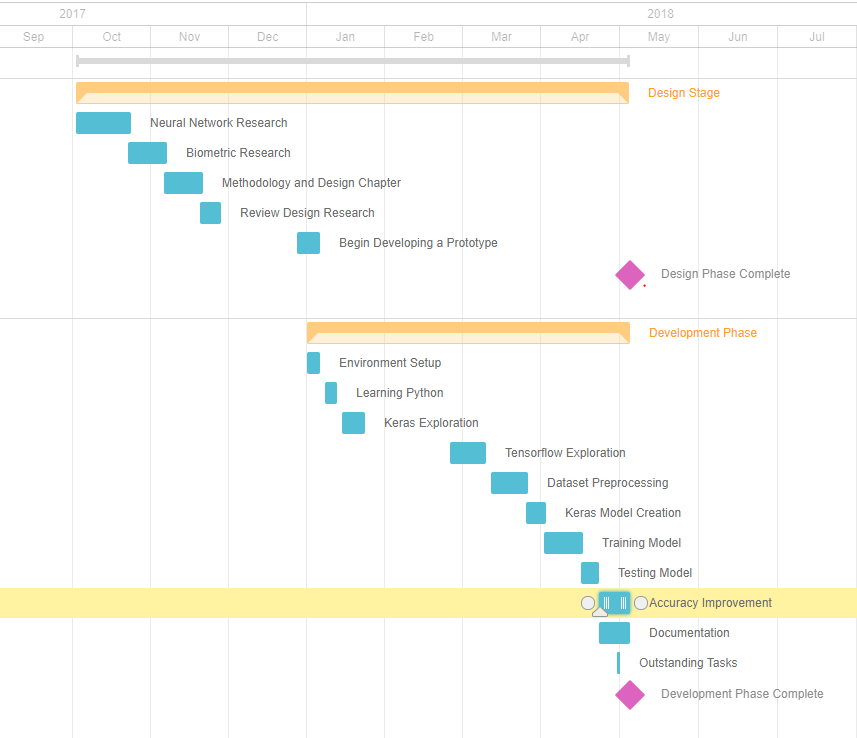 2017 2018
Sep Oct Nov Dec Jan Feb Mar Apr May Jun Jul
Design Stage
Neural Network Research
Biometric Research
Methodology and Design Chapter
Review Design Research
Begin Developing a Prototype
Design Phase Complete
Development Phase
Environment Setup
Learning Python
Keras Exploration
Tensorflow Exploration
Dataset Preprocessing
Keras Model Creation
Training Model
Testing Model
Accuracy Improvement
Documentation
Outstanding Tasks
Development Phase Complete